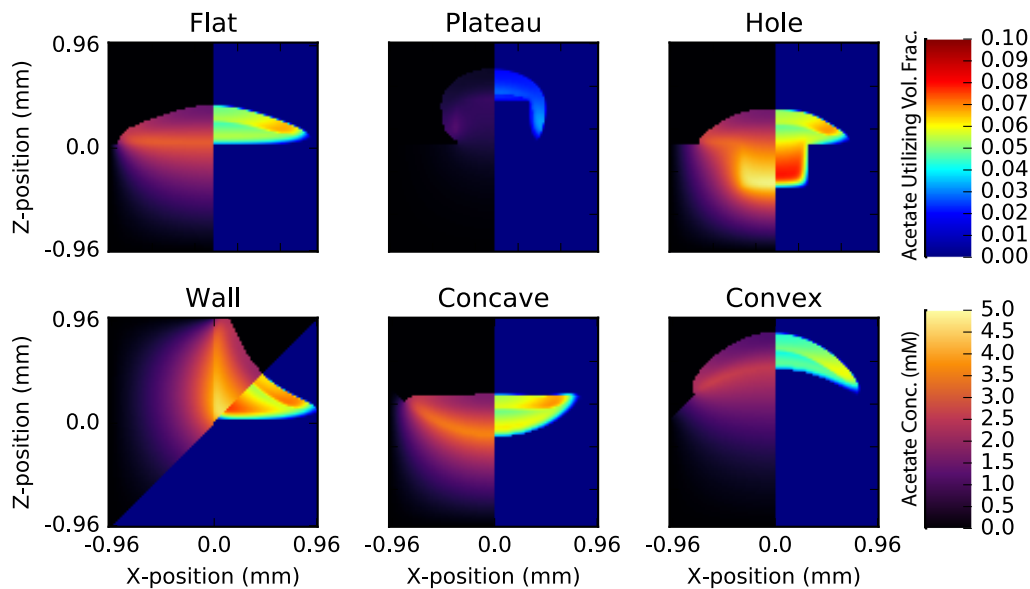 Flat
Plateau
Hole
0.96
0.0
-0.96
Z-position (mm)
0.10
0.09
0.08
0.07
0.06
0.05
0.04
0.03
0.02
0.01
0.00
Acetate Utilizing Vol. Frac.
Wall
Concave
Convex
0.96
0.0
-0.96
Z-position (mm)
-0.96
0.0
0.96
X-position (mm)
-0.96
0.0
0.96
X-position (mm)
-0.96
0.0
0.96
X-position (mm)
5.0
4.5
4.0
3.5
3.0
2.5
2.0
1.5
1.0
0.5
0.0
Acetate Conc. (mM)